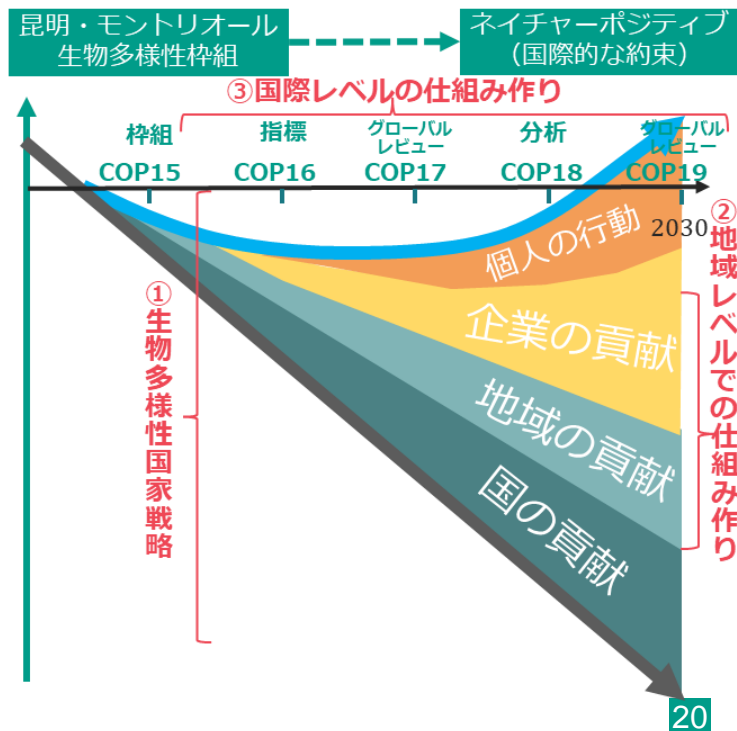 昆明・モントリオール
生物多様性枠組
ネイチャーポジティブ
（国際的な約束）
③国際レベルの仕組み作り
枠組
指標
グローバル
レビュー
分析
グローバル
レビュー
COP15
COP16
COP17
COP18
COP19
2030
①生物多様性国家戦略
②地域レベルでの仕組み作り
個人の行動
企業の貢献
地域の貢献
国の貢献
20